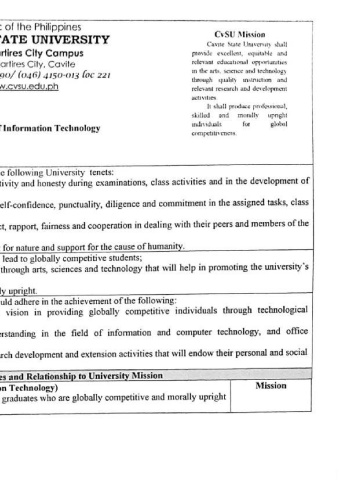 c of the Philippines
TATE UNIVERSITY
artires City Campus
artires City, Cavite
90/ (046) 4150-013 loc 221
w.cvsu.edu.ph
f Information Technology
CvSU Mission
Cavite State University shall
provide excellent, equitable and
relevant educational opportunities
in the arts, science and technology
through quality instruction and
relevant research and development
activities.
It shall produce professional,
skilled and morally upright
individuals for global
competitiveness.
e following University tenets:
tivity and honesty during examinations, class activities and in the development of
elf-confidence, punctuality, diligence and commitment in the assigned tasks, class
ct, rapport, fairness and cooperation in dealing with their peers and members of the
t for nature and support for the cause of humanity.
lead to globally competitive students;
through arts, sciences and technology that will help in promoting the university's
ly upright.
uld adhere in the achievement of the following:
vision in providing globally competitive individuals through technological
erstanding in the field of information and computer technology, and office
rch development and extension activities that will endow their personal and social
es and Relationship to University Mission
on Technology) Mission
graduates who are globally competitive and morally upright